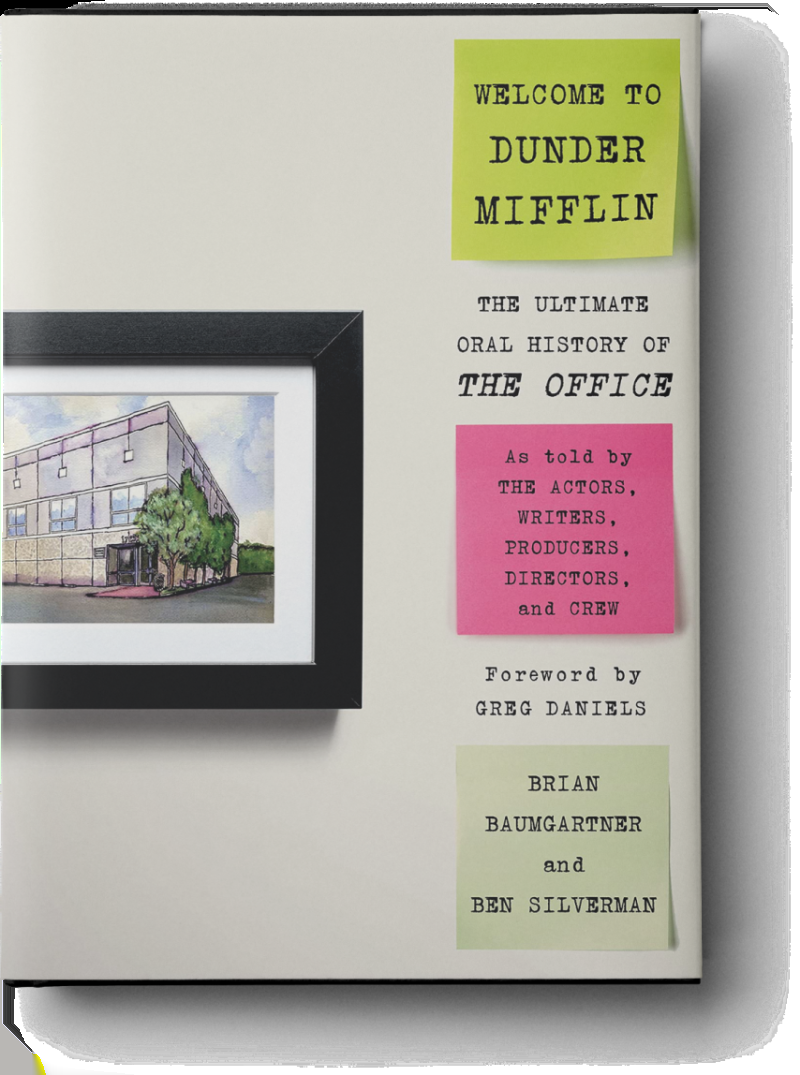 WELCOME TO
DUNDER
MIFFLIN
THE ULTIMATE
ORAL HISTORY OF
THE OFFICE
As told by
THE ACTORS,
WRITERS,
PRODUCERS,
DIRECTORS,
and CREW
Foreword by
GREG DANIELS
BRIAN
BAUMGARTNER
and
BEN SILVERMAN